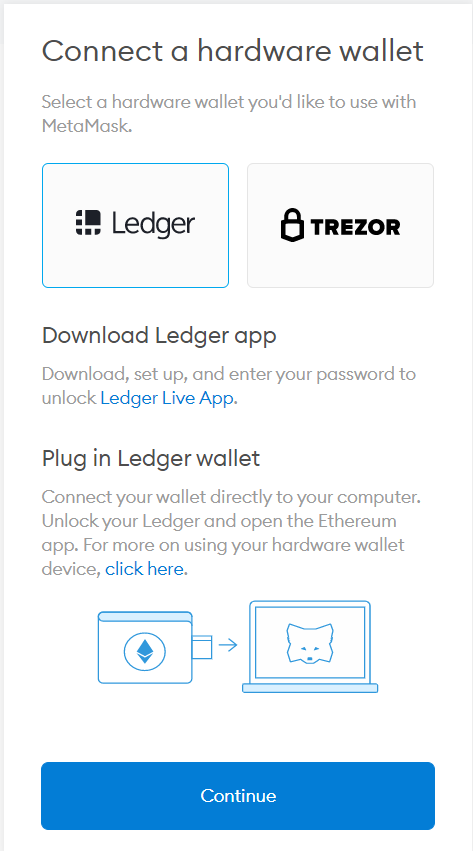 Connect a hardware wallet
Select a hardware wallet you'd like to use with
MetaMask.
Ledger
TREZOR
Download Ledger app
Download, set up, and enter your password to
unlock Ledger Live App.
Plug in Ledger wallet
Connect your wallet directly to your computer.
Unlock your Ledger and open the Ethereum
app. For more on using your hardware wallet
device, click here.
Continue